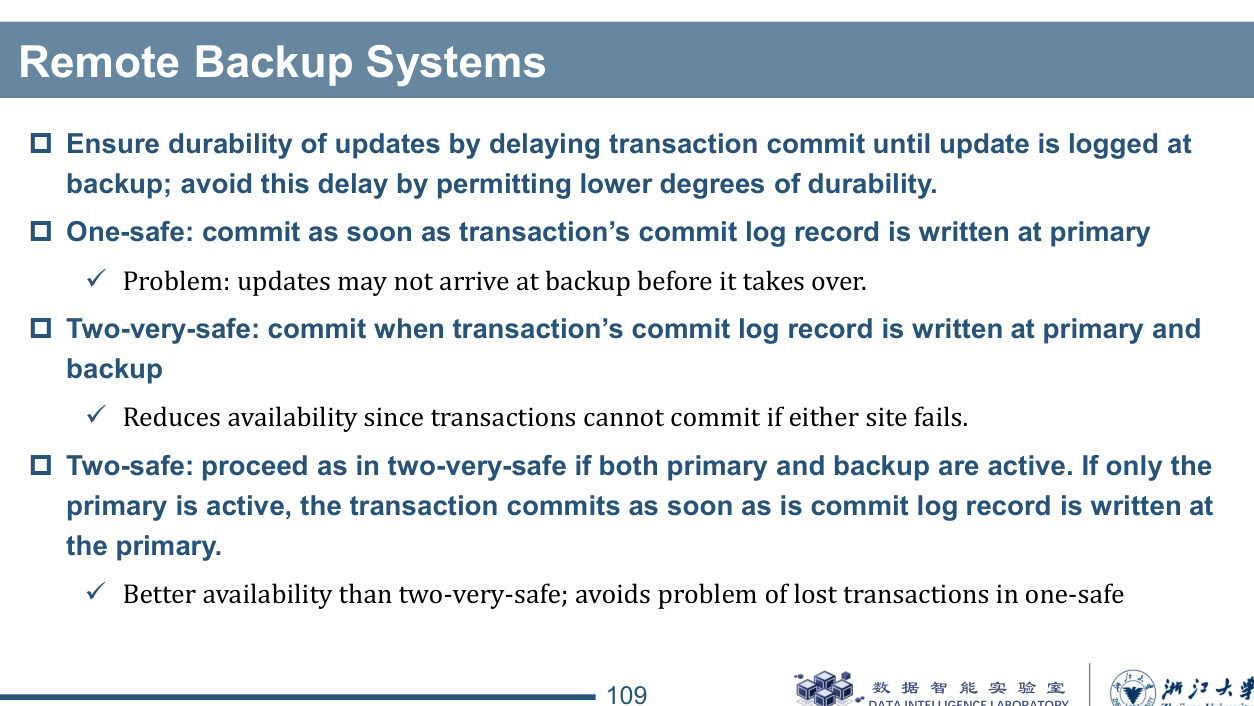 Remote Backup Systems
Ensure durability of updates by delaying transaction commit until update is logged at
backup; avoid this delay by permitting lower degrees of durability.
One-safe: commit as soon as transaction’s commit log record is written at primary
✓ Problem: updates may not arrive at backup before it takes over.
Two-very-safe: commit when transaction’s commit log record is written at primary and
backup
✓ Reduces availability since transactions cannot commit if either site fails.
Two-safe: proceed as in two-very-safe if both primary and backup are active. If only the
primary is active, the transaction commits as soon as is commit log record is written at
the primary.
✓ Better availability than two-very-safe; avoids problem of lost transactions in one-safe
109
数据智能实验室
DATA INTELLIGENCE LABORATORY
浙江大学